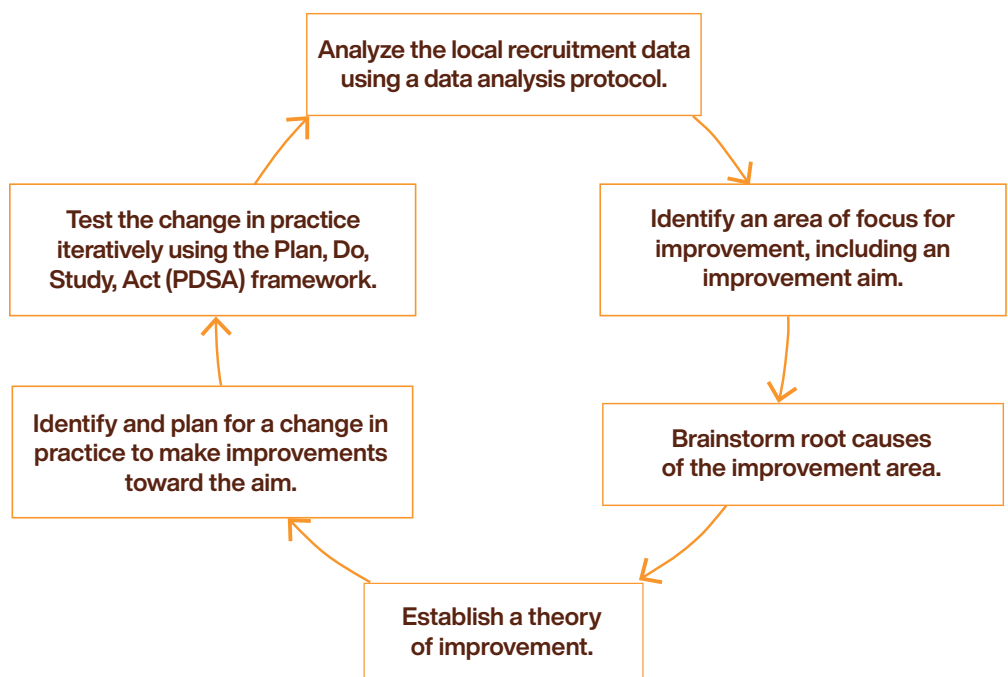 Analyze the local recruitment data
using a data analysis protocol.
Identify an area of focus for
improvement, including an
improvement aim.
Brainstorm root causes
of the improvement area.
Establish a theory
of improvement.
Identify and plan for a change in
practice to make improvements
toward the aim.
Test the change in practice
iteratively using the Plan, Do,
Study, Act (PDSA) framework.